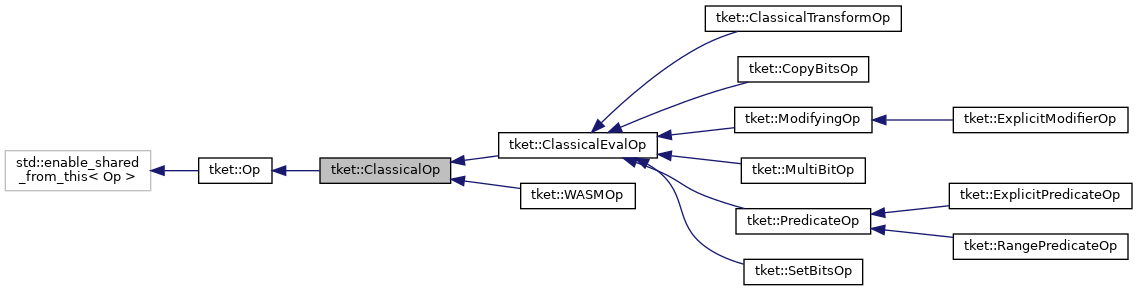 std::enable_shared
_from_this< Op >
tket::Op
tket::ClassicalOp
tket::ClassicalEvalOp
tket::WASMOp
tket::ClassicalTransformOp
tket::CopyBitsOp
tket::ModifyingOp
tket::MultiBitOp
tket::PredicateOp
tket::SetBitsOp
tket::ExplicitModifierOp
tket::ExplicitPredicateOp
tket::RangePredicateOp